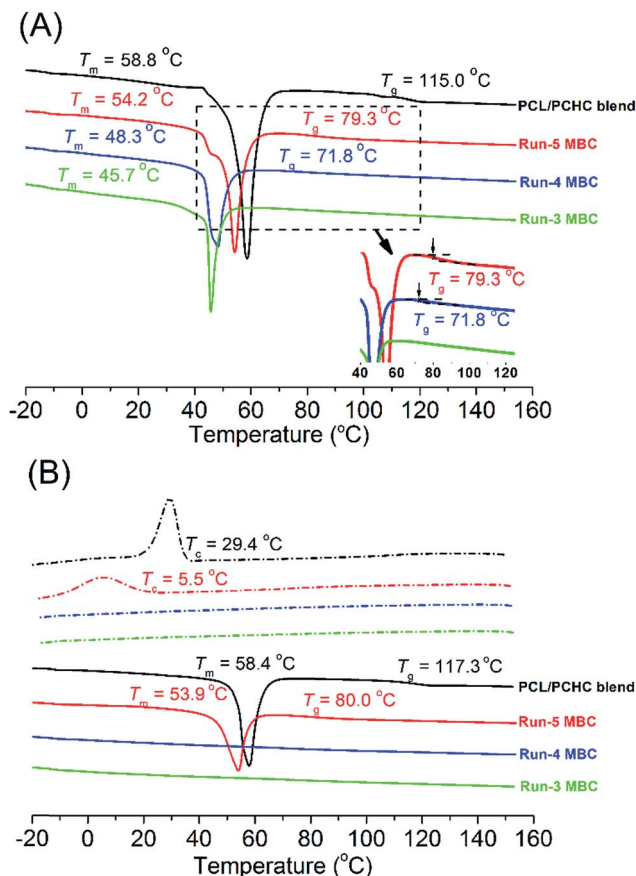 (A)
Tm = 58.8 °C
Tg = 115.0 °C
PCL/PCHC blend
Tm = 54.2 °C
Tg = 79.3 °C
Run-5 MBC
Tm = 48.3 °C
Tg = 71.8 °C
Run-4 MBC
Tm = 45.7 °C
Run-3 MBC
Tg = 79.3 °C
Tg = 71.8 °C
40 60 80 100 120
-20 0 20 40 60 80 100 120 140 160
Temperature (°C)
(B)
Tc = 29.4 °C
Tc = 5.5 °C
Tm = 58.4 °C
Tg = 117.3 °C
PCL/PCHC blend
Tm = 53.9 °C
Tg = 80.0 °C
Run-5 MBC
Run-4 MBC
Run-3 MBC
-20 0 20 40 60 80 100 120 140 160
Temperature (°C)